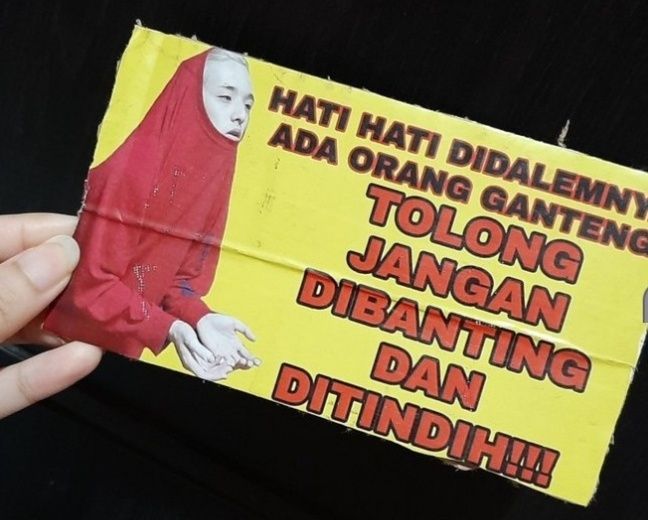 HATI HATI DIDALEMNY
ADA ORANG GANTENG
TOLONG
JANGAN
DIBANTING
DAN
DITINDIH!!!